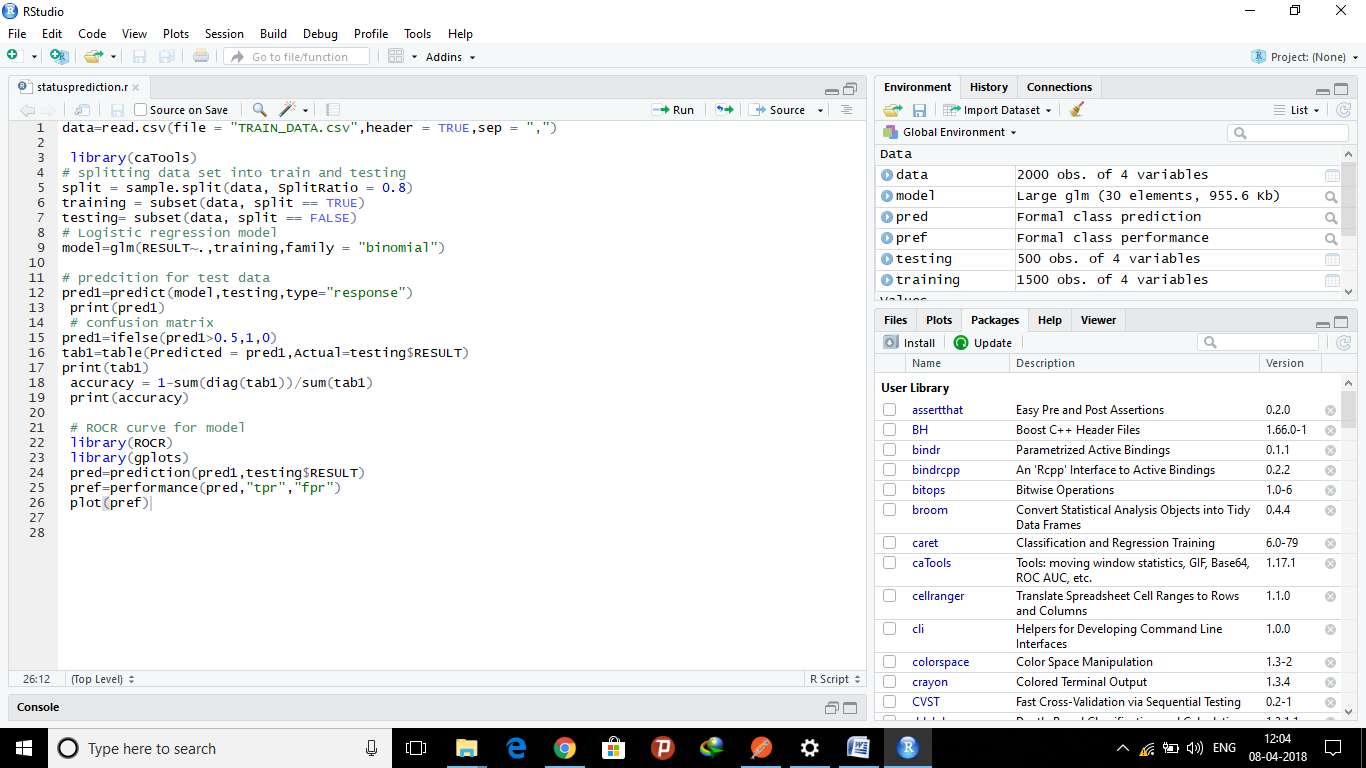 RStudio
File Edit Code View Plots Session Build Debug Profile Tools Help
Go to file/function Addins Project: (None)
statusprediction.r
Source on Save Run Source
1 data=read.csv(file = "TRAIN_DATA.csv",header = TRUE,sep = ",")
2
3 library(caTools)
4 # splitting data set into train and testing
5 split = sample.split(data, SplitRatio = 0.8)
6 training = subset(data, split == TRUE)
7 testing= subset(data, split == FALSE)
8 # Logistic regression model
9 model=glm(RESULT~.,training,family = "binomial")
10
11 # predcition for test data
12 pred1=predict(model,testing,type="response")
13 print(pred1)
14 # confusion matrix
15 pred1=ifelse(pred1>0.5,1,0)
16 tab1=table(Predicted = pred1,Actual=testing$RESULT)
17 print(tab1)
18 accuracy = 1-sum(diag(tab1))/sum(tab1)
19 print(accuracy)
20
21 # ROCR curve for model
22 library(ROCR)
23 library(gplots)
24 pred=prediction(pred1,testing$RESULT)
25 pref=performance(pred,"tpr","fpr")
26 plot(pref)
27
28
26:12 (Top Level) R Script
Console
Environment History Connections
Import Dataset List
Global Environment
Data
data 2000 obs. of 4 variables
model Large glm (30 elements, 955.6 Kb)
pred Formal class prediction
pref Formal class performance
testing 500 obs. of 4 variables
training 1500 obs. of 4 variables
Values
Files Plots Packages Help Viewer
Install Update
Name Description Version
User Library
assertthat Easy Pre and Post Assertions 0.2.0
BH Boost C++ Header Files 1.66.0-1
bindr Parametrized Active Bindings 0.1.1
bindrcpp An 'Rcpp' Interface to Active Bindings 0.2.2
bitops Bitwise Operations 1.0-6
broom Convert Statistical Analysis Objects into Tidy 0.4.4
Data Frames
caret Classification and Regression Training 6.0-79
caTools Tools: moving window statistics, GIF, Base64, 1.17.1
ROC AUC, etc.
cellranger Translate Spreadsheet Cell Ranges to Rows 1.1.0
and Columns
cli Helpers for Developing Command Line 1.0.0
Interfaces
colorspace Color Space Manipulation 1.3-2
crayon Colored Terminal Output 1.3.4
CVST Fast Cross-Validation via Sequential Testing 0.2-1
Type here to search
ENG
12:04
08-04-2018